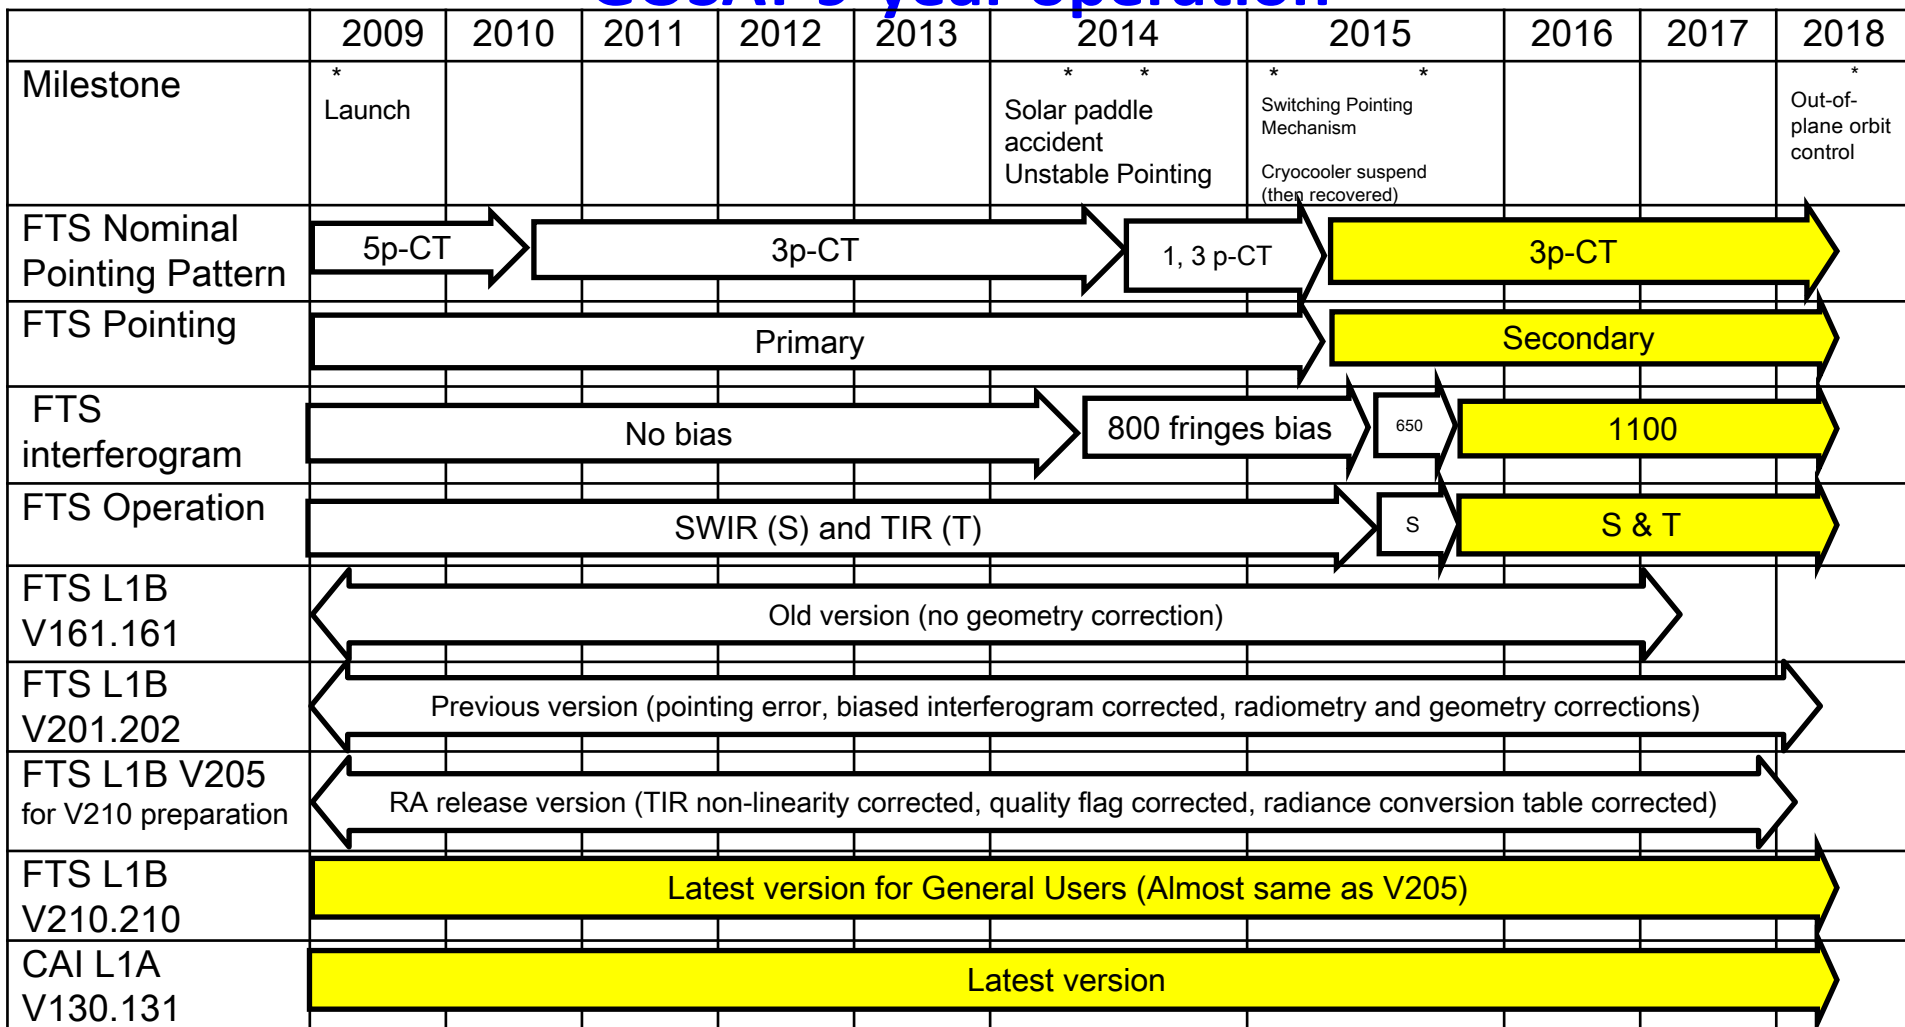 GOSAT 9-year operation
2009 2010 2011 2012 2013 2014 2015 2016 2017 2018
Milestone
* * * * * *
Launch
Solar paddle
accident
Unstable Pointing
Switching Pointing
Mechanism
Cryocooler suspend
(then recovered)
Out-of-
plane orbit
control
FTS Nominal
Pointing Pattern
5p-CT
3p-CT
1, 3 p-CT
3p-CT
FTS Pointing
Primary
Secondary
FTS
interferogram
No bias
800 fringes bias
650
1100
FTS Operation
SWIR (S) and TIR (T)
S
S & T
FTS L1B
V161.161
Old version (no geometry correction)
FTS L1B
V201.202
Previous version (pointing error, biased interferogram corrected, radiometry and geometry corrections)
FTS L1B V205
for V210 preparation
RA release version (TIR non-linearity corrected, quality flag corrected, radiance conversion table corrected)
FTS L1B
V210.210
Latest version for General Users (Almost same as V205)
CAI L1A
V130.131
Latest version